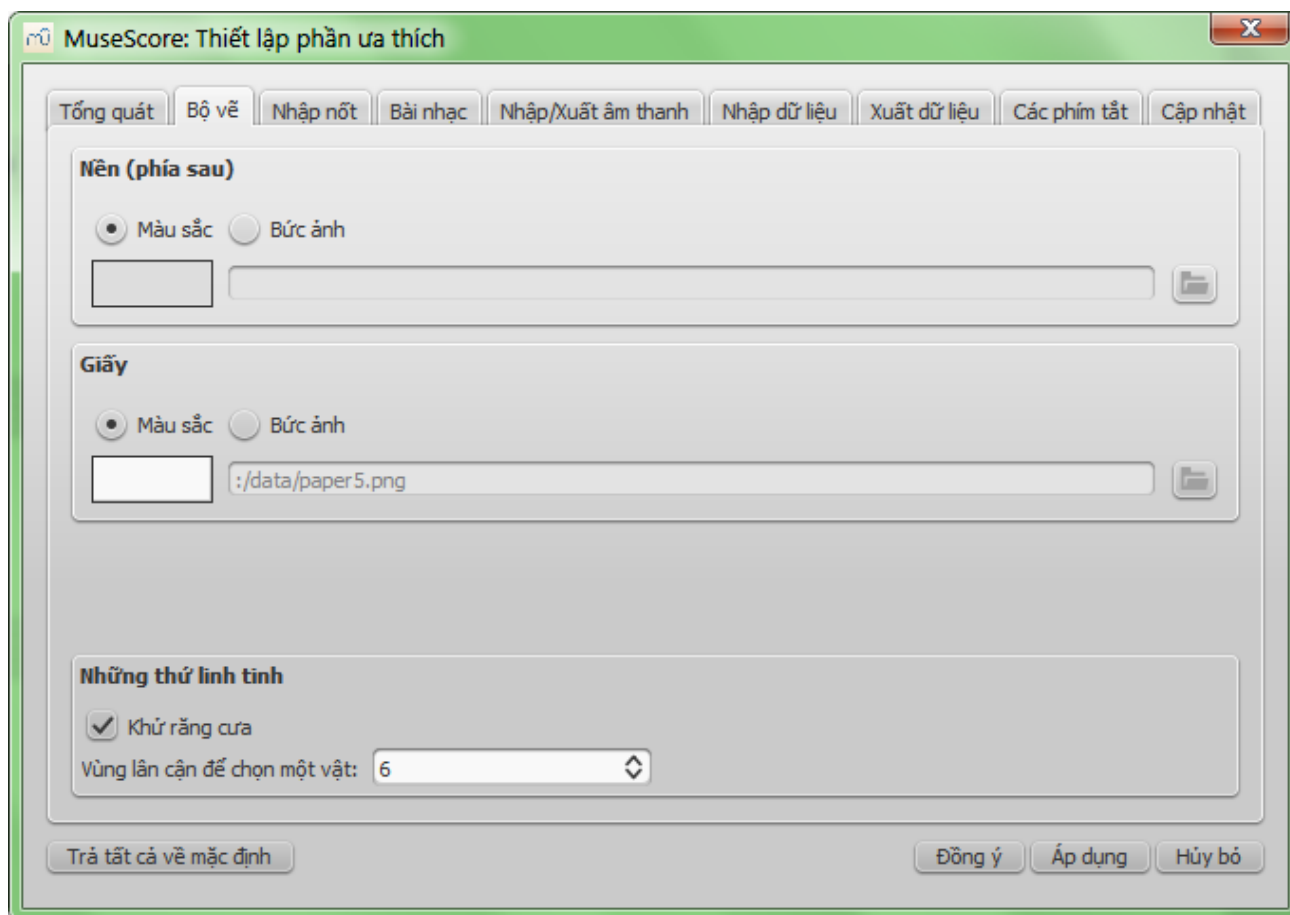 MuseScore: Thiết lập phần ưa thích
Tổng quát Bộ vẽ Nhập nốt Bài nhạc Nhập/Xuất âm thanh Nhập dữ liệu Xuất dữ liệu Các phím tắt Cập nhật
Nền (phía sau)
Màu sắc Bức ảnh
Giấy
Màu sắc Bức ảnh
:/data/paper5.png
Những thứ linh tinh
Khử răng cưa
Vùng lân cận để chọn một vật: 6
Trả tất cả về mặc định Đồng ý Áp dụng Hủy bỏ